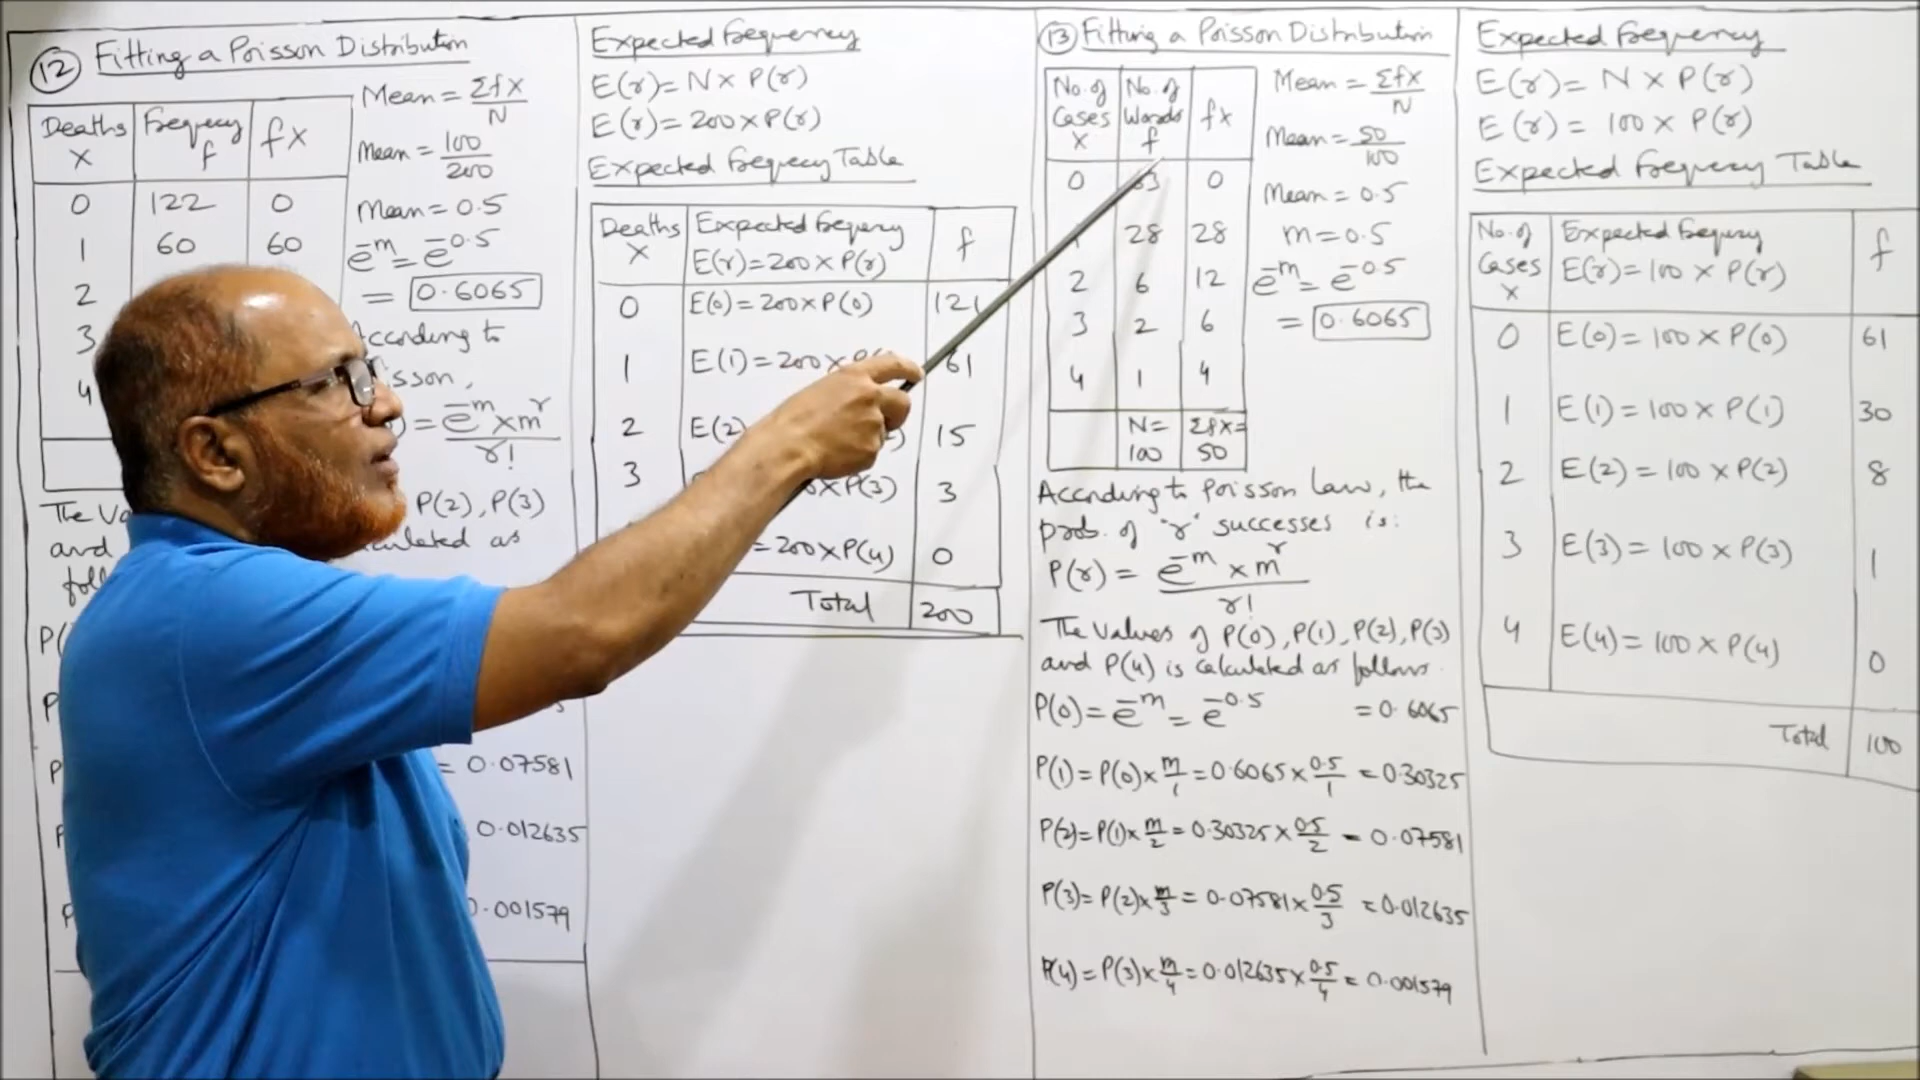 12 Fitting a Poisson Distribution
Deaths X Frequency f fX
0 122 0
1 60 60
2
3
4
Mean = Σfx / N
Mean = 100 / 200
Mean = 0.5
e^-m = e^-0.5
= 0.6065
According to
e^-m × m^r / r!
P(2), P(3)
and
as
= 0.07581
0.012635
0.001579
Expected Frequency
E(r) = N × P(r)
E(r) = 200 × P(r)
Expected Frequency Table
Deaths X Expected Frequency E(r) = 200 × P(r) f
0 E(0) = 200 × P(0) 121
1 E(1) = 200 × 61
2 E(2) 15
3 × P(3) 3
= 200 × P(4) 0
Total 200
13 Fitting a Poisson Distribution
No. of Cases X No. of Words f fx
0 63 0
1 28 28
2 6 12
3 2 6
4 1 4
N = 100 Σfx = 50
Mean = Σfx / N
Mean = 50 / 100
Mean = 0.5
m = 0.5
e^-m = e^-0.5
= 0.6065
According to Poisson Law, the
prob. of "r" successes is:
P(r) = e^-m × m^r / r!
The Values of P(0), P(1), P(2), P(3)
and P(4) is calculated as follows.
P(0) = e^-m = e^-0.5 = 0.6065
P(1) = P(0) × m/1 = 0.6065 × 0.5/1 = 0.30325
P(2) = P(1) × m/2 = 0.30325 × 0.5/2 = 0.07581
P(3) = P(2) × m/3 = 0.07581 × 0.5/3 = 0.012635
P(4) = P(3) × m/4 = 0.012635 × 0.5/4 = 0.001579
Expected Frequency
E(r) = N × P(r)
E(r) = 100 × P(r)
Expected Frequency Table
No. of Cases X Expected Frequency E(r) = 100 × P(r) f
0 E(0) = 100 × P(0) 61
1 E(1) = 100 × P(1) 30
2 E(2) = 100 × P(2) 8
3 E(3) = 100 × P(3) 1
4 E(4) = 100 × P(4) 0
Total 100